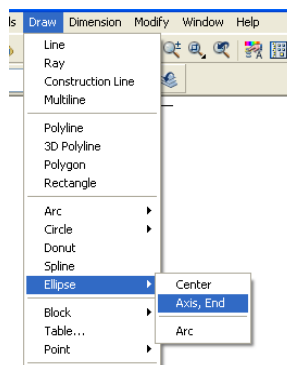 ls Draw Dimension Modify Window Help
Line
Ray
Construction Line
Multiline
Polyline
3D Polyline
Polygon
Rectangle
Arc
Circle
Donut
Spline
Ellipse
Center
Axis, End
Arc
Block
Table...
Point